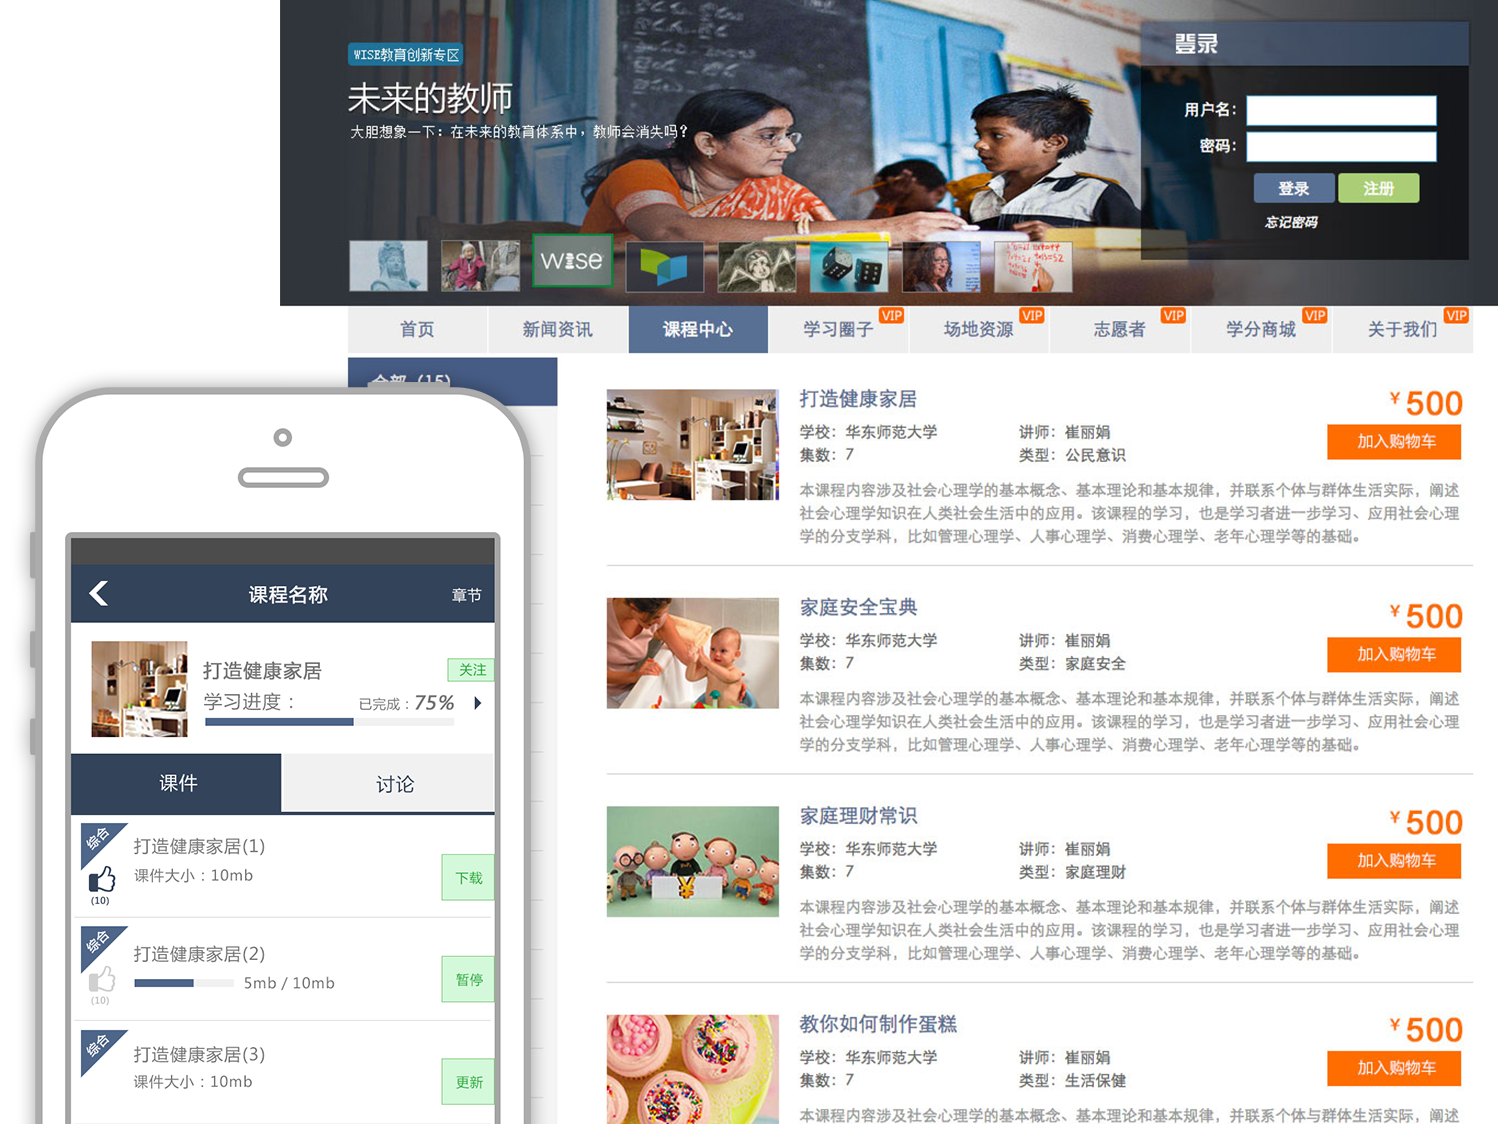 WISE教育创新专区
未来的教师
大胆想象一下：在未来的教育体系中，教师会消失吗？
wise
登录
用户名：
密码：
登录 注册
忘记密码
首页 新闻资讯 课程中心 学习圈子 VIP 场地资源 VIP 志愿者 VIP 学分商城 VIP 关于我们 VIP
全部 (15)
打造健康家居
¥500
学校：华东师范大学 讲师：崔丽娟
加入购物车
集数：7 类型：公民意识
本课程内容涉及社会心理学的基本概念、基本理论和基本规律，并联系个体与群体生活实际，阐述
社会心理学知识在人类社会生活中的应用。该课程的学习，也是学习者进一步学习、应用社会心理
学的分支学科，比如管理心理学、人事心理学、消费心理学、老年心理学等的基础。
家庭安全宝典
¥500
学校：华东师范大学 讲师：崔丽娟
加入购物车
集数：7 类型：家庭安全
本课程内容涉及社会心理学的基本概念、基本理论和基本规律，并联系个体与群体生活实际，阐述
社会心理学知识在人类社会生活中的应用。该课程的学习，也是学习者进一步学习、应用社会心理
学的分支学科，比如管理心理学、人事心理学、消费心理学、老年心理学等的基础。
家庭理财常识
¥500
学校：华东师范大学 讲师：崔丽娟
加入购物车
集数：7 类型：家庭理财
本课程内容涉及社会心理学的基本概念、基本理论和基本规律，并联系个体与群体生活实际，阐述
社会心理学知识在人类社会生活中的应用。该课程的学习，也是学习者进一步学习、应用社会心理
学的分支学科，比如管理心理学、人事心理学、消费心理学、老年心理学等的基础。
教你如何制作蛋糕
¥500
学校：华东师范大学 讲师：崔丽娟
加入购物车
集数：7 类型：生活保健
本课程内容涉及社会心理学的基本概念、基本理论和基本规律，并联系个体与群体生活实际，阐述
课程名称 章节
打造健康家居 关注
学习进度： 已完成：75%
课件 讨论
综合
打造健康家居(1)
课件大小：10mb
下载
(10)
综合
打造健康家居(2)
5mb / 10mb
暂停
(10)
综合
打造健康家居(3)
课件大小：10mb
更新